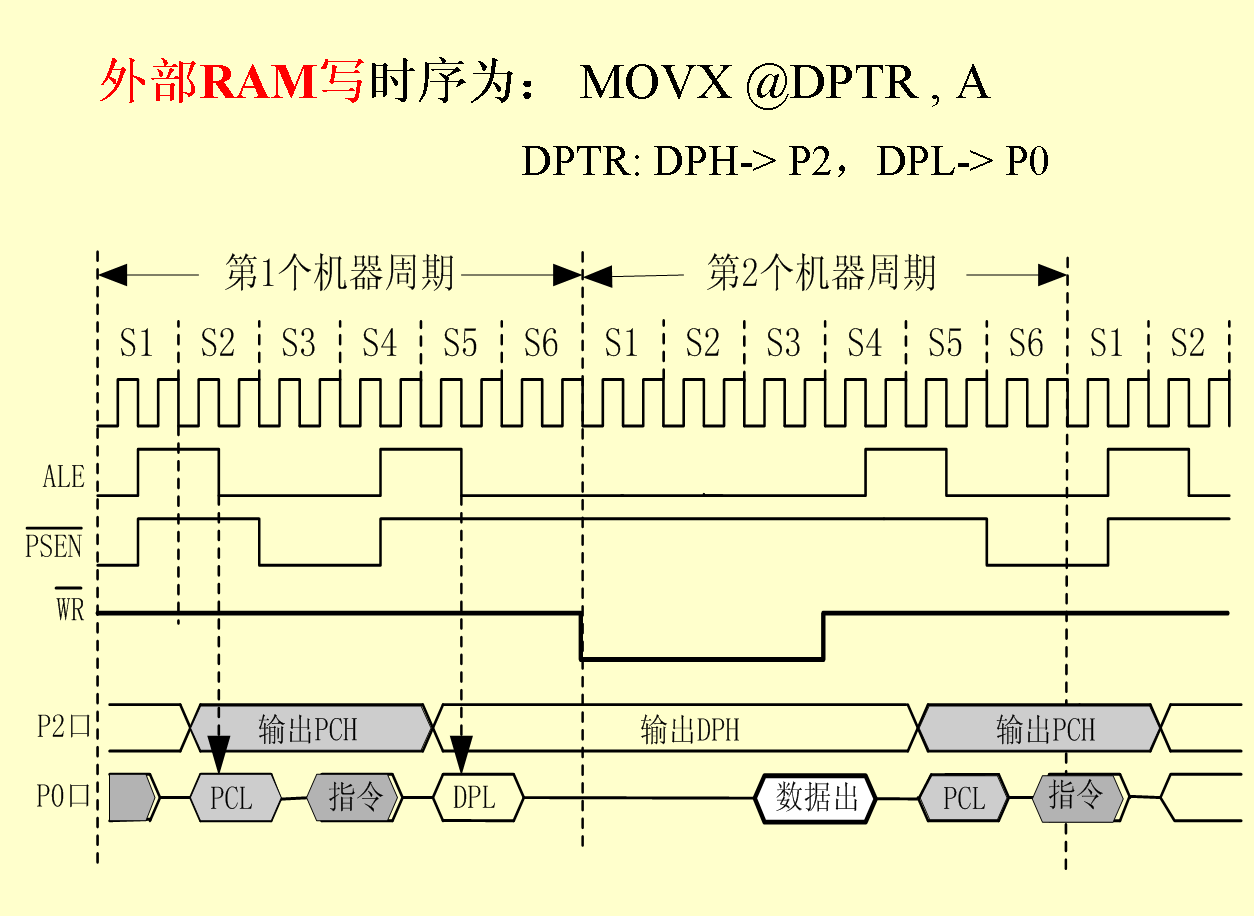 外部RAM写时序为： MOVX @DPTR , A
DPTR: DPH-> P2，DPL-> P0
第1个机器周期 第2个机器周期
S1 S2 S3 S4 S5 S6 S1 S2 S3 S4 S5 S6 S1 S2
ALE
PSEN
WR
P2口 输出PCH 输出DPH 输出PCH
P0口 PCL 指令 DPL 数据出 PCL 指令